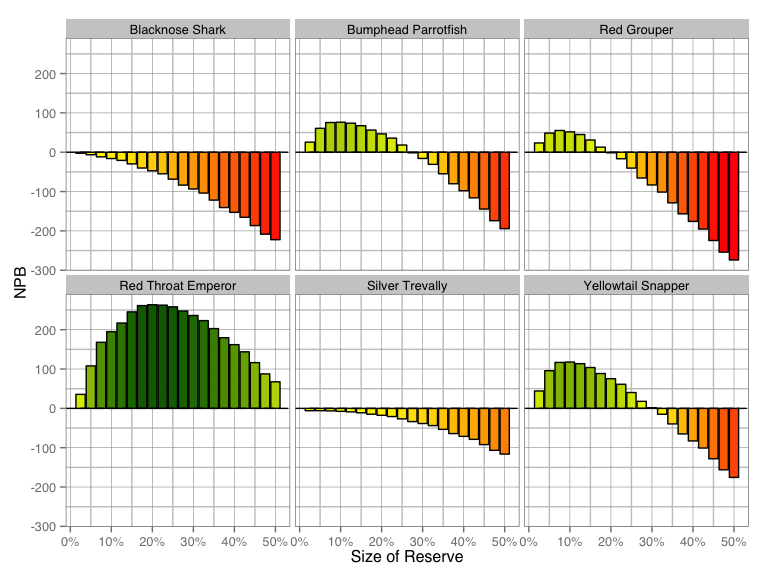 Blacknose Shark Bumphead Parrotfish Red Grouper
200
100
0
-100
-200
-300
NPB
Red Throat Emperor Silver Trevally Yellowtail Snapper
200
100
0
-100
-200
-300
0% 10% 20% 30% 40% 50% 0% 10% 20% 30% 40% 50% 0% 10% 20% 30% 40% 50%
Size of Reserve